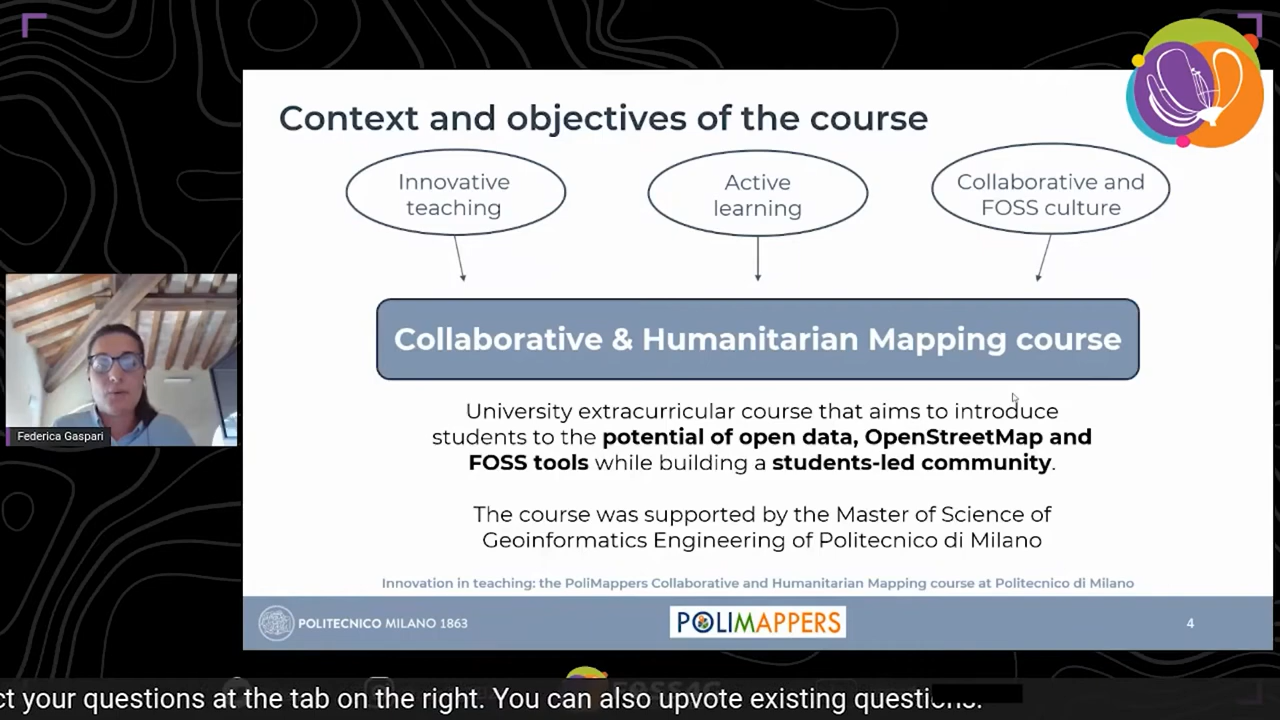 Context and objectives of the course
Innovative
teaching
Active
learning
Collaborative and
FOSS culture
Collaborative & Humanitarian Mapping course
University extracurricular course that aims to introduce
students to the potential of open data, OpenStreetMap and
FOSS tools while building a students-led community.
The course was supported by the Master of Science of
Geoinformatics Engineering of Politecnico di Milano
Innovation in teaching: the PoliMappers Collaborative and Humanitarian Mapping course at Politecnico di Milano
POLITECNICO MILANO 1863
POLIMAPPERS
4
Federica Gaspari
your questions at the tab on the right. You can also upvote existing